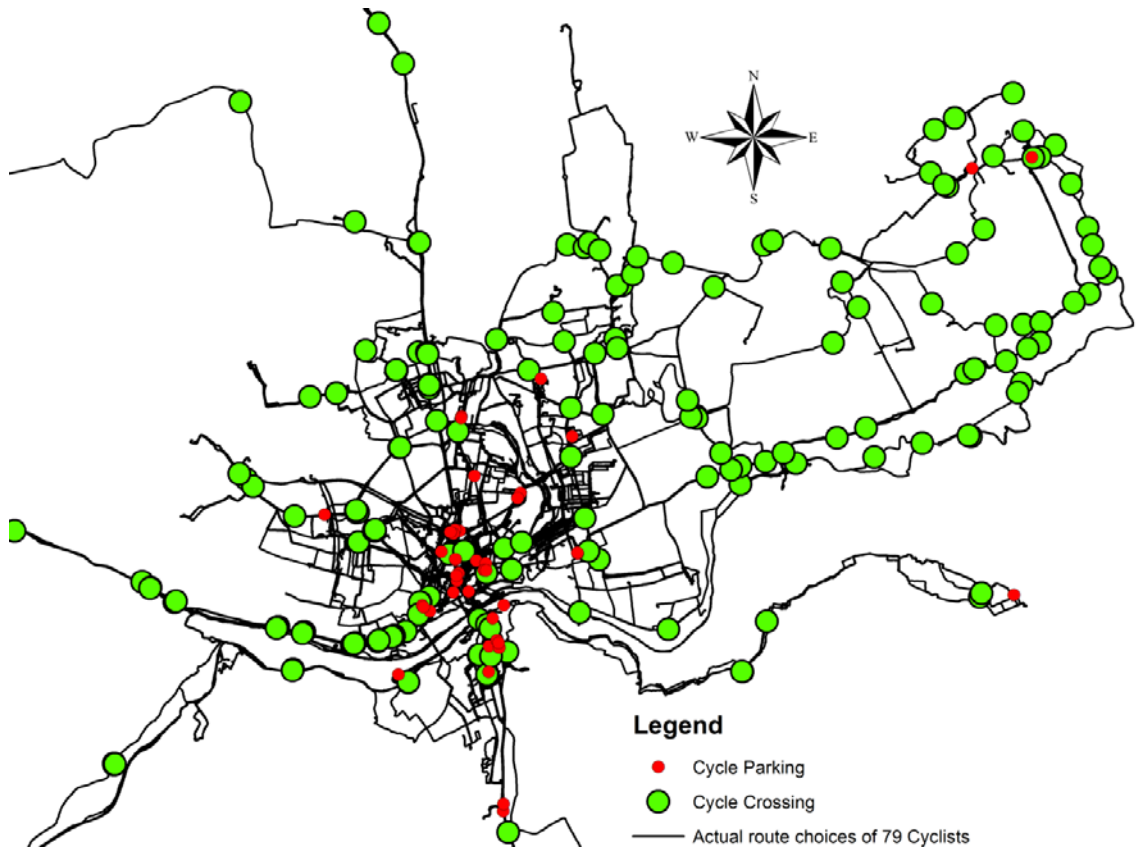 N
W E
S
Legend
Cycle Parking
Cycle Crossing
Actual route choices of 79 Cyclists